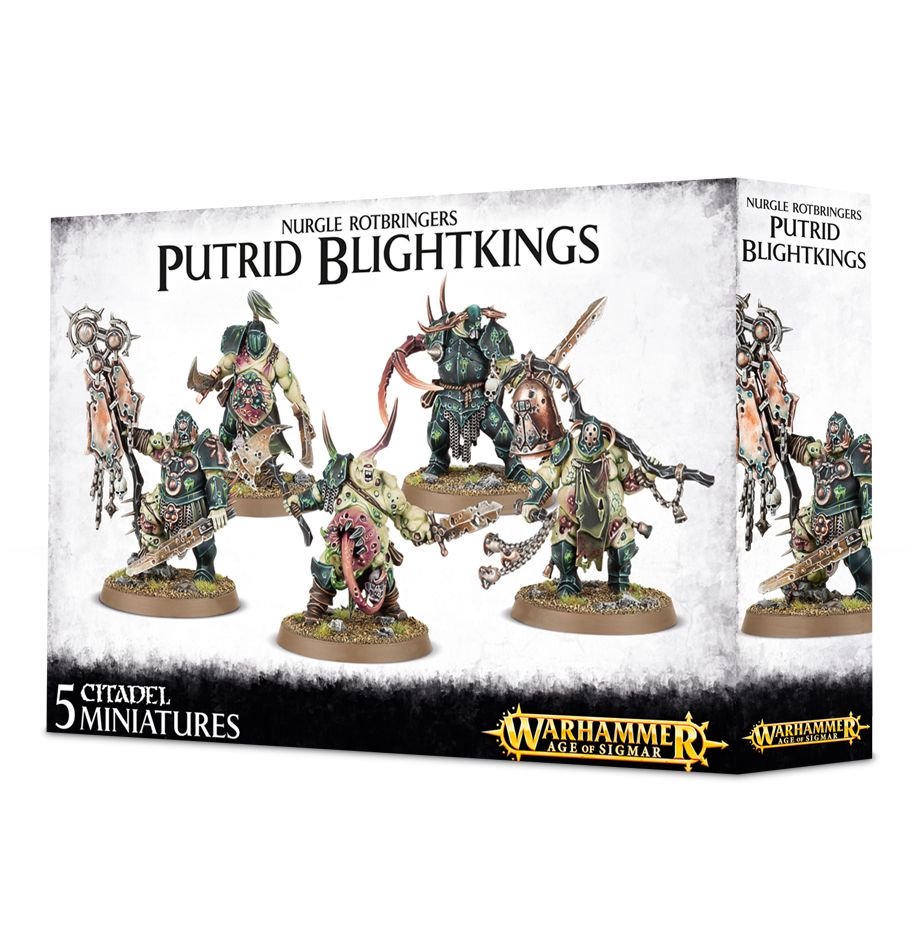 NURGLE ROTBRINGERS
PUTRID BLIGHTKINGS
5 CITADEL
MINIATURES
WARHAMMER
AGE OF SIGMAR
NURGLE ROTBRINGERS
PUTRID
BLIGHTKINGS
WARHAMMER
AGE OF SIGMAR